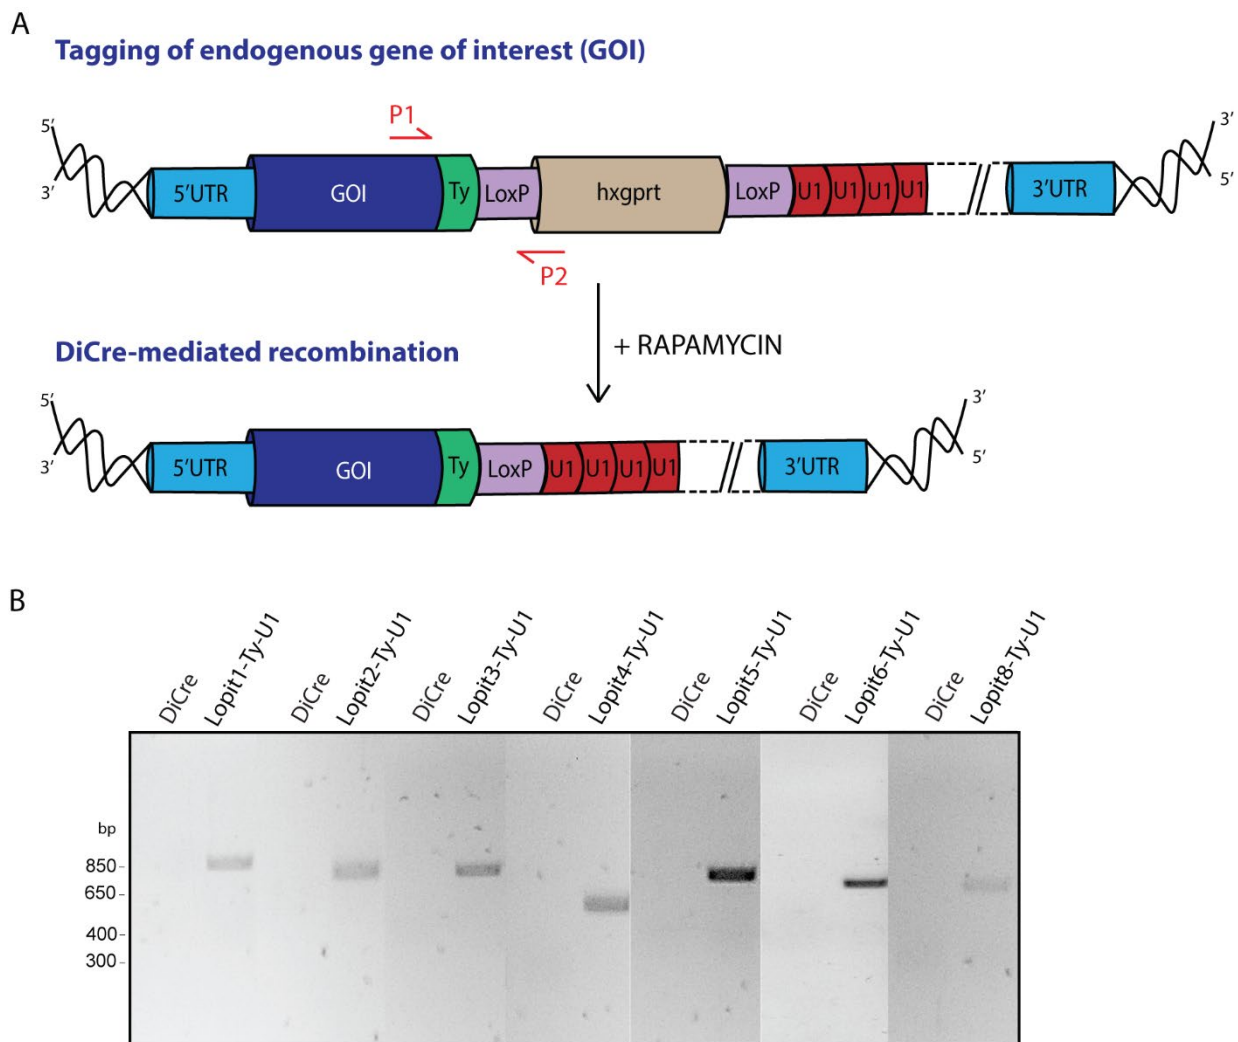 A
Tagging of endogenous gene of interest (GOI)
P1
5’ 3’
3’ 5’UTR GOI Ty LoxP hxgprt LoxP U1 U1 U1 U1 3’UTR 5’
P2
+ RAPAMYCIN
DiCre-mediated recombination
5’ 3’
3’ 5’UTR GOI Ty LoxP U1 U1 U1 U1 3’UTR 5’
B
DiCre Lopit1-Ty-U1 DiCre Lopit2-Ty-U1 DiCre Lopit3-Ty-U1 DiCre Lopit4-Ty-U1 DiCre Lopit5-Ty-U1 DiCre Lopit6-Ty-U1 DiCre Lopit8-Ty-U1
bp
850-
650-
400-
300-